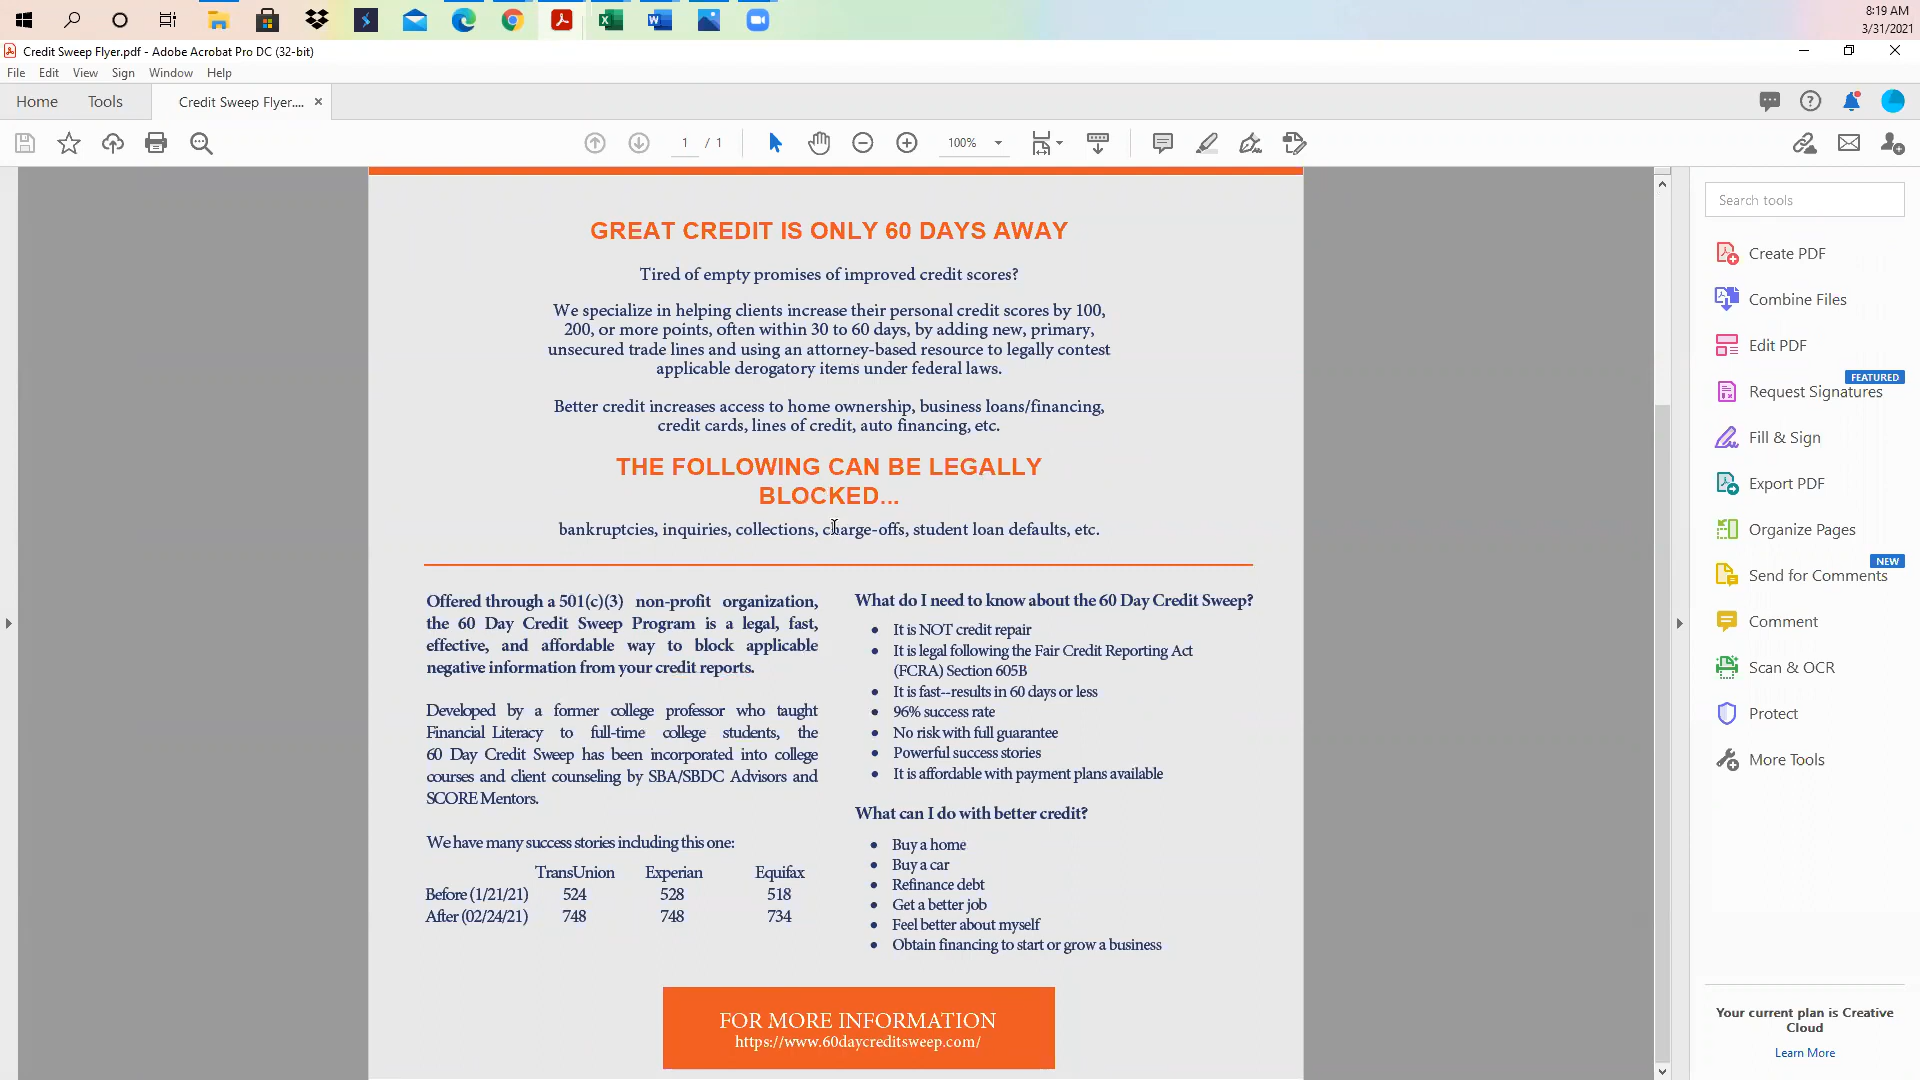 8:19 AM
3/31/2021
Credit Sweep Flyer.pdf - Adobe Acrobat Pro DC (32-bit)
File Edit View Sign Window Help
Home Tools Credit Sweep Flyer.... ×
1 / 1 100%
Search tools
Create PDF
Combine Files
Edit PDF
FEATURED
Request Signatures
Fill & Sign
Export PDF
Organize Pages
NEW
Send for Comments
Comment
Scan & OCR
Protect
More Tools
Your current plan is Creative
Cloud
Learn More
GREAT CREDIT IS ONLY 60 DAYS AWAY
Tired of empty promises of improved credit scores?
We specialize in helping clients increase their personal credit scores by 100,
200, or more points, often within 30 to 60 days, by adding new, primary,
unsecured trade lines and using an attorney-based resource to legally contest
applicable derogatory items under federal laws.
Better credit increases access to home ownership, business loans/financing,
credit cards, lines of credit, auto financing, etc.
THE FOLLOWING CAN BE LEGALLY
BLOCKED...
bankruptcies, inquiries, collections, charge-offs, student loan defaults, etc.
Offered through a 501(c)(3) non-profit organization,
the 60 Day Credit Sweep Program is a legal, fast,
effective, and affordable way to block applicable
negative information from your credit reports.
Developed by a former college professor who taught
Financial Literacy to full-time college students, the
60 Day Credit Sweep has been incorporated into college
courses and client counseling by SBA/SBDC Advisors and
SCORE Mentors.
We have many success stories including this one:
TransUnion Experian Equifax
Before (1/21/21) 524 528 518
After (02/24/21) 748 748 734
What do I need to know about the 60 Day Credit Sweep?
• It is NOT credit repair
• It is legal following the Fair Credit Reporting Act
(FCRA) Section 605B
• It is fast--results in 60 days or less
• 96% success rate
• No risk with full guarantee
• Powerful success stories
• It is affordable with payment plans available
What can I do with better credit?
• Buy a home
• Buy a car
• Refinance debt
• Get a better job
• Feel better about myself
• Obtain financing to start or grow a business
FOR MORE INFORMATION
https://www.60daycreditsweep.com/